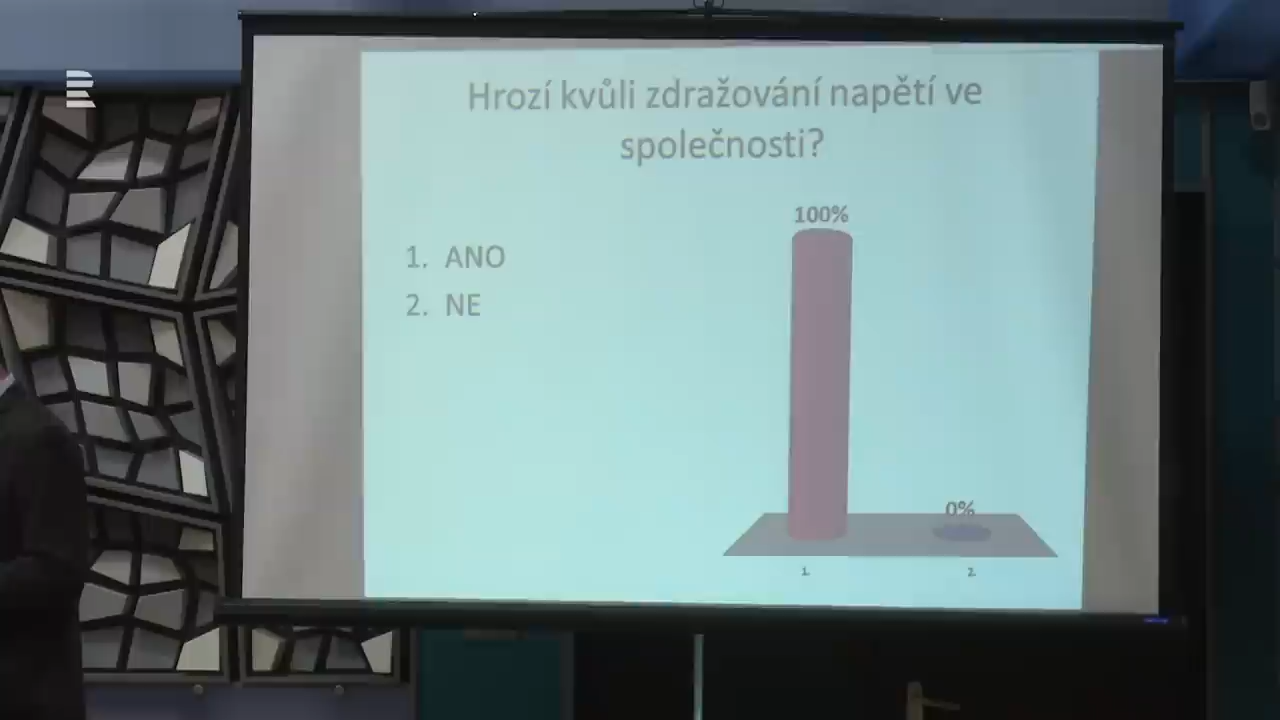 Hrozí kvůli zdražování napětí ve
společnosti?
100%
1. ANO
2. NE
0%
1.
2.